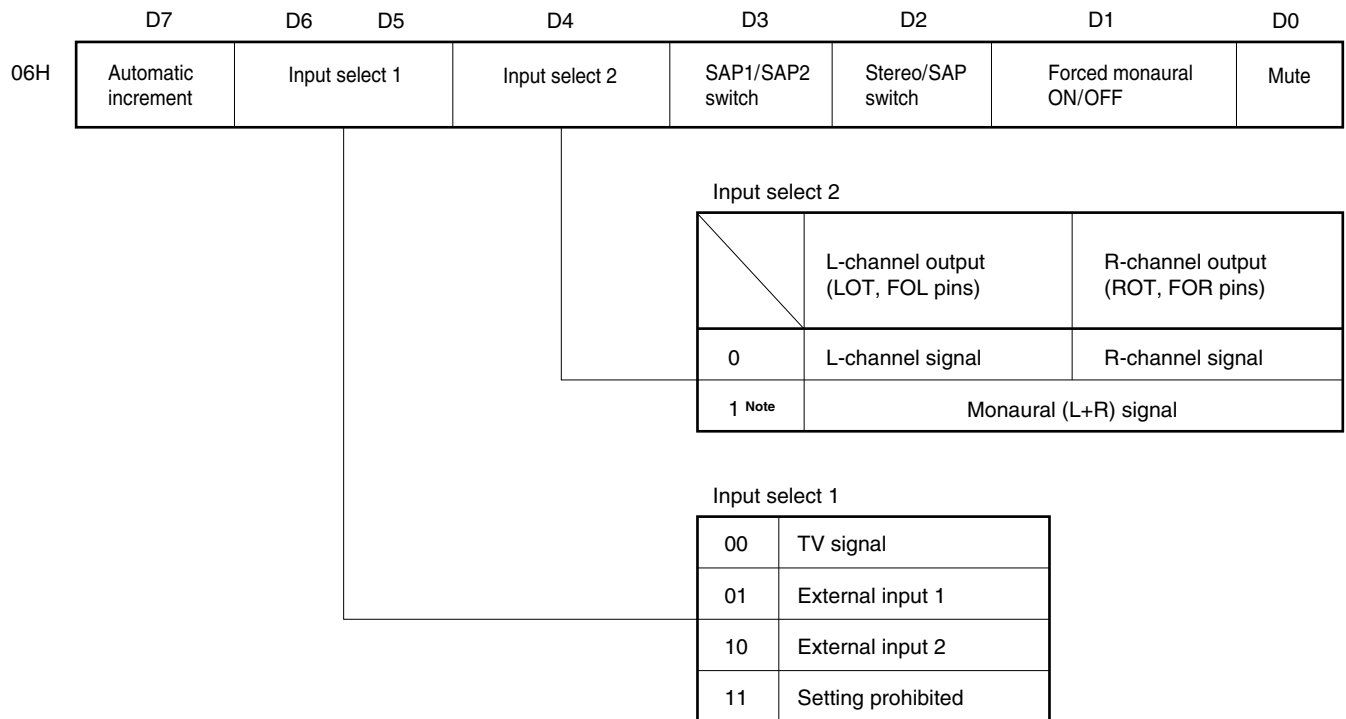 D7 D6 D5 D4 D3 D2 D1 D0
06H Automatic increment Input select 1 Input select 2 SAP1/SAP2 switch Stereo/SAP switch Forced monaural ON/OFF Mute
Input select 2
L-channel output (LOT, FOL pins) R-channel output (ROT, FOR pins)
0 L-channel signal R-channel signal
1 Note Monaural (L+R) signal
Input select 1
00 TV signal
01 External input 1
10 External input 2
11 Setting prohibited